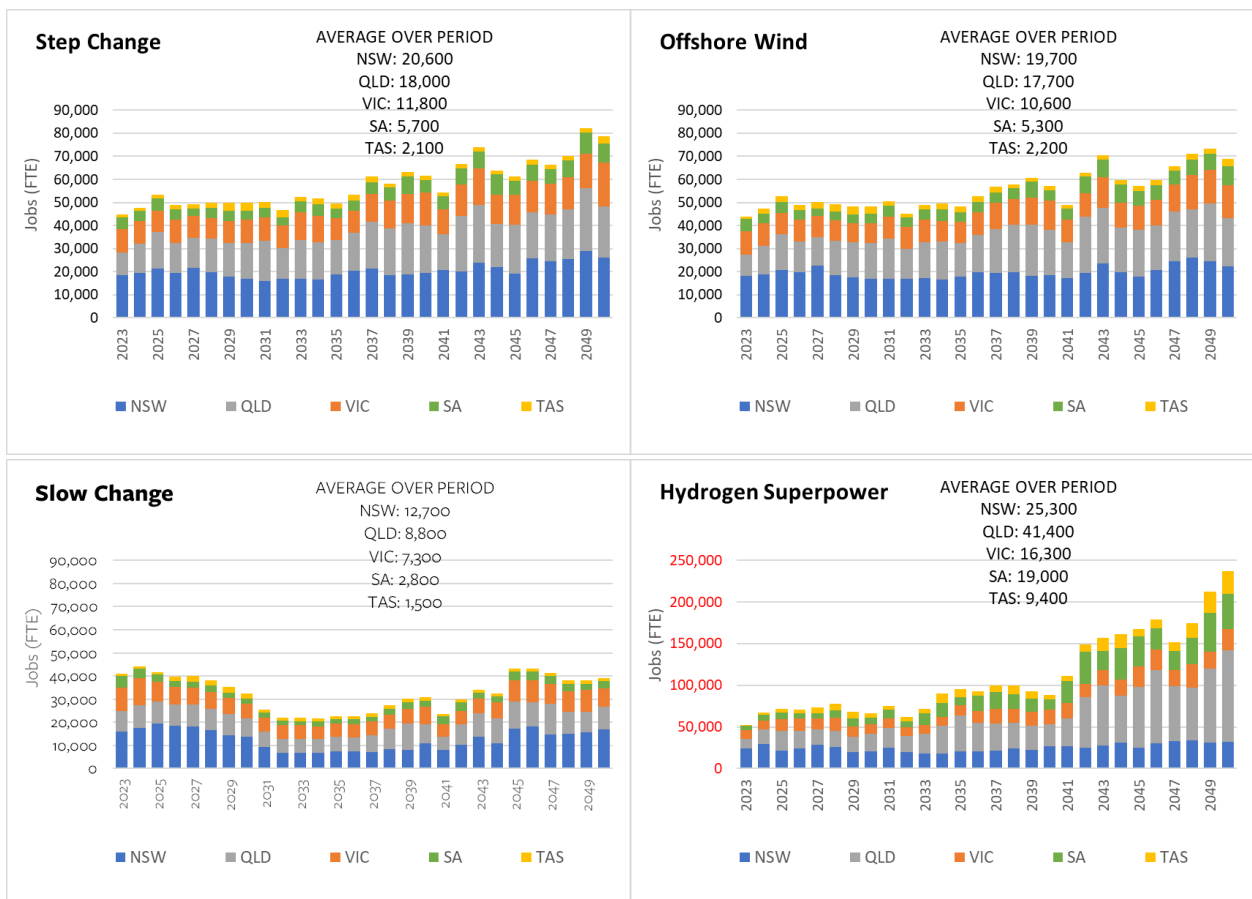 Step Change
AVERAGE OVER PERIOD
NSW: 20,600
QLD: 18,000
VIC: 11,800
SA: 5,700
TAS: 2,100
Jobs (FTE)
90,000
80,000
70,000
60,000
50,000
40,000
30,000
20,000
10,000
0
2023
2025
2027
2029
2031
2033
2035
2037
2039
2041
2043
2045
2047
2049
NSW QLD VIC SA TAS
Offshore Wind
AVERAGE OVER PERIOD
NSW: 19,700
QLD: 17,700
VIC: 10,600
SA: 5,300
TAS: 2,200
Jobs (FTE)
90,000
80,000
70,000
60,000
50,000
40,000
30,000
20,000
10,000
0
2023
2025
2027
2029
2031
2033
2035
2037
2039
2041
2043
2045
2047
2049
NSW QLD VIC SA TAS
Slow Change
AVERAGE OVER PERIOD
NSW: 12,700
QLD: 8,800
VIC: 7,300
SA: 2,800
TAS: 1,500
Jobs (FTE)
90,000
80,000
70,000
60,000
50,000
40,000
30,000
20,000
10,000
0
2023
2025
2027
2029
2031
2033
2035
2037
2039
2041
2043
2045
2047
2049
NSW QLD VIC SA TAS
Hydrogen Superpower
AVERAGE OVER PERIOD
NSW: 25,300
QLD: 41,400
VIC: 16,300
SA: 19,000
TAS: 9,400
Jobs (FTE)
250,000
200,000
150,000
100,000
50,000
0
2023
2025
2027
2029
2031
2033
2035
2037
2039
2041
2043
2045
2047
2049
NSW QLD VIC SA TAS